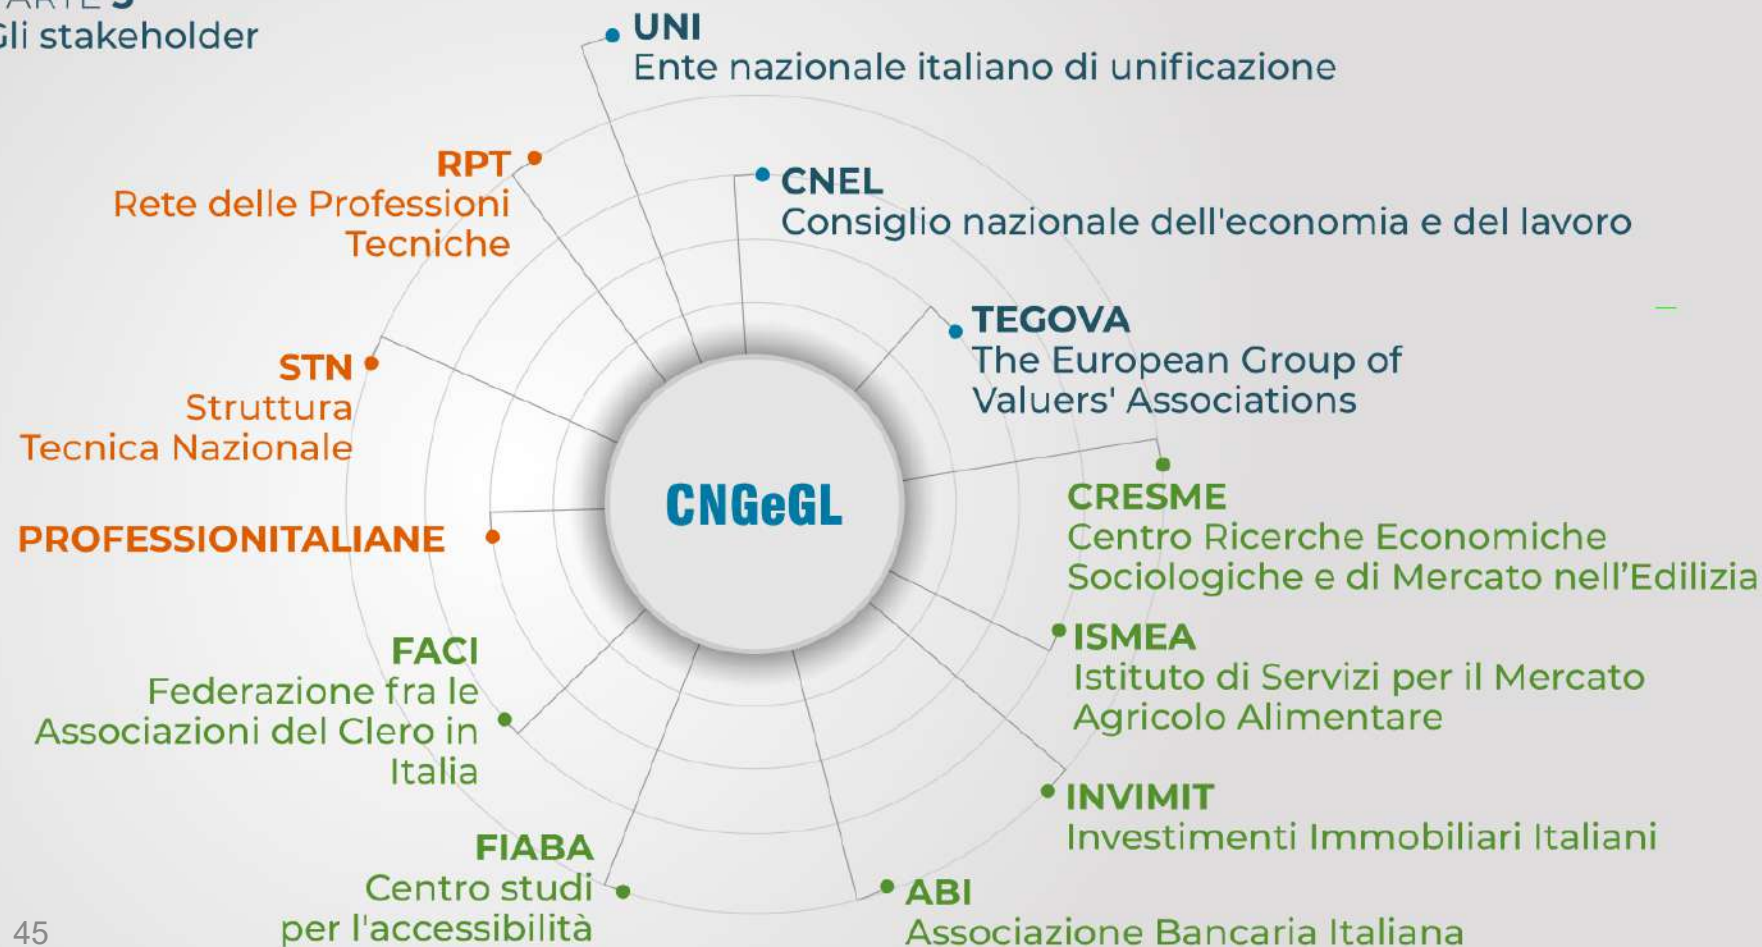 ARTE 3
Gli stakeholder
UNI
Ente nazionale italiano di unificazione
RPT
Rete delle Professioni
Tecniche
CNEL
Consiglio nazionale dell'economia e del lavoro
TEGOVA
The European Group of
Valuers' Associations
STN
Struttura
Tecnica Nazionale
CNGeGL
PROFESSIONITALIANE
CRESME
Centro Ricerche Economiche
Sociologiche e di Mercato nell'Edilizia
ISMEA
Istituto di Servizi per il Mercato
Agricolo Alimentare
FACI
Federazione fra le
Associazioni del Clero in
Italia
INVIMIT
Investimenti Immobiliari Italiani
FIABA
Centro studi
per l'accessibilità
ABI
Associazione Bancaria Italiana
45